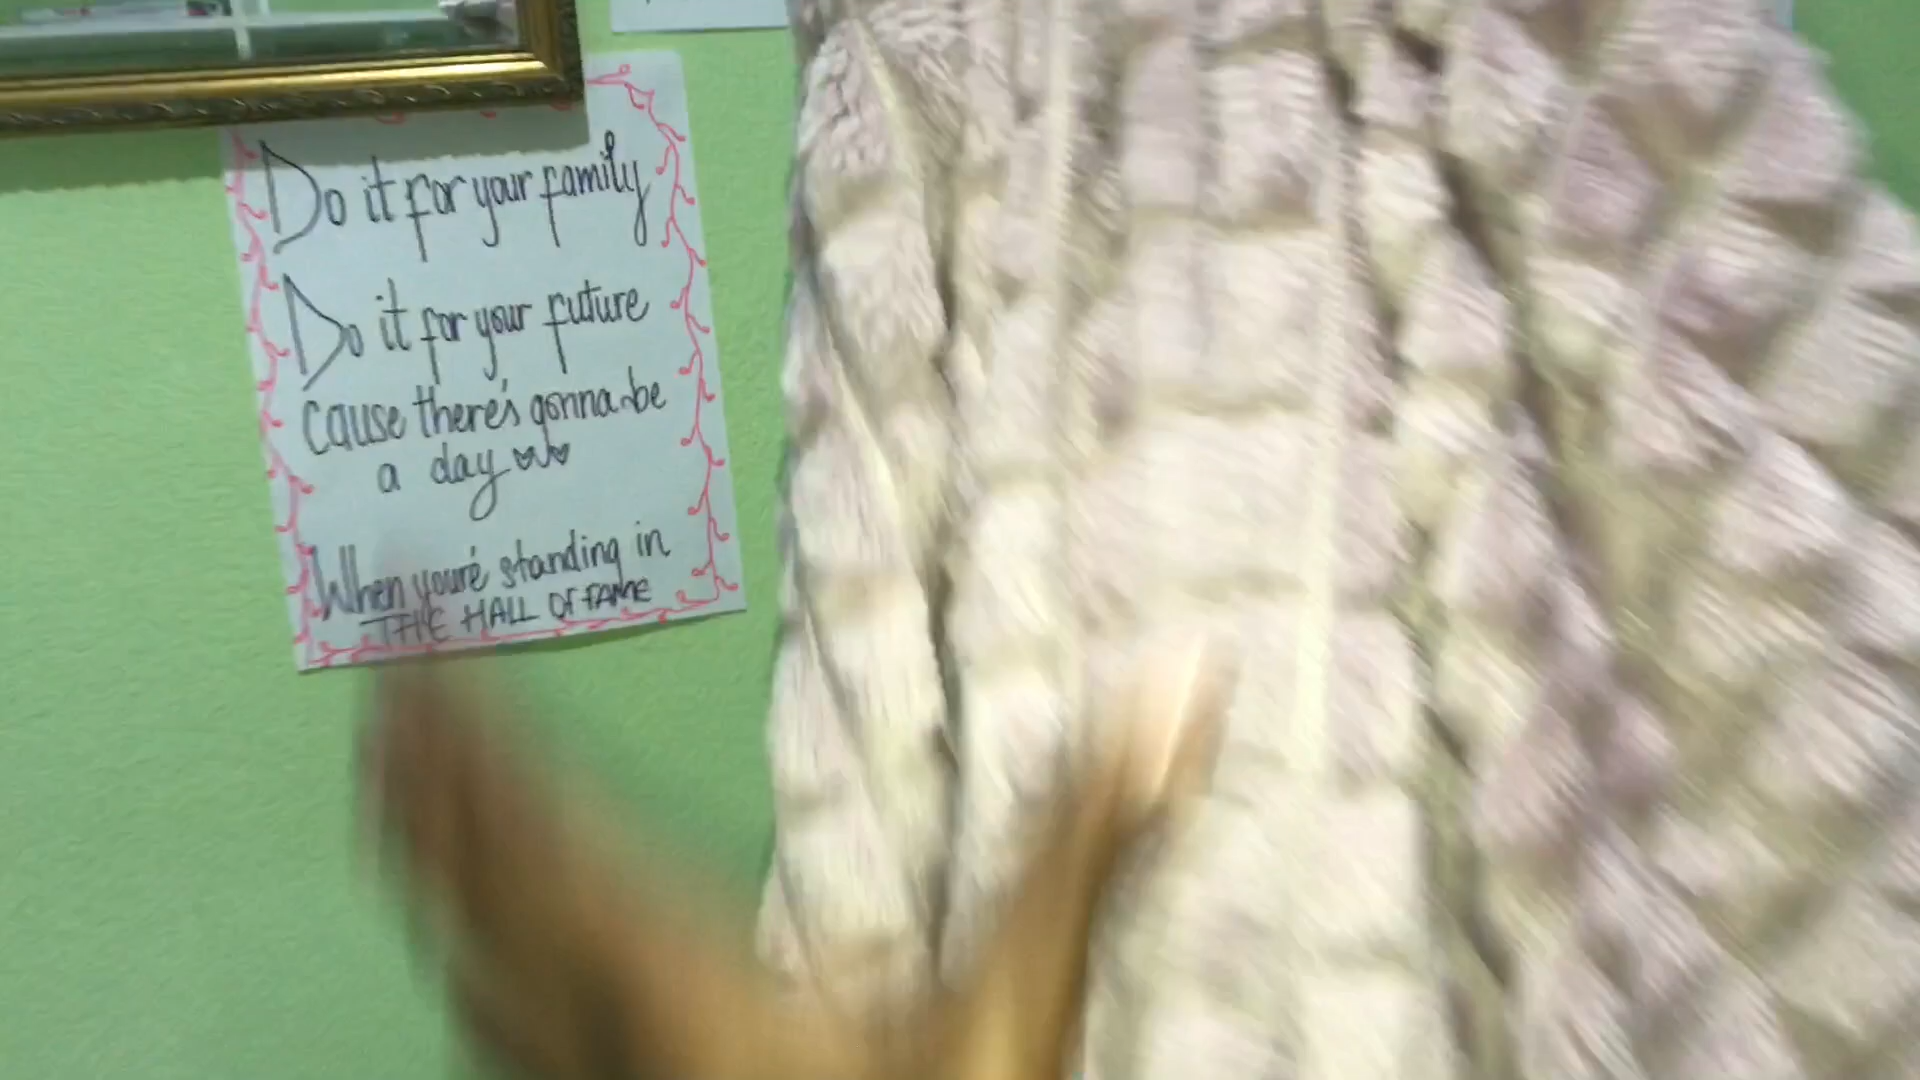 Do it for your family
Do it for your future
cause there's gonna be
a day
When you're standing in
THE HALL OF FAME